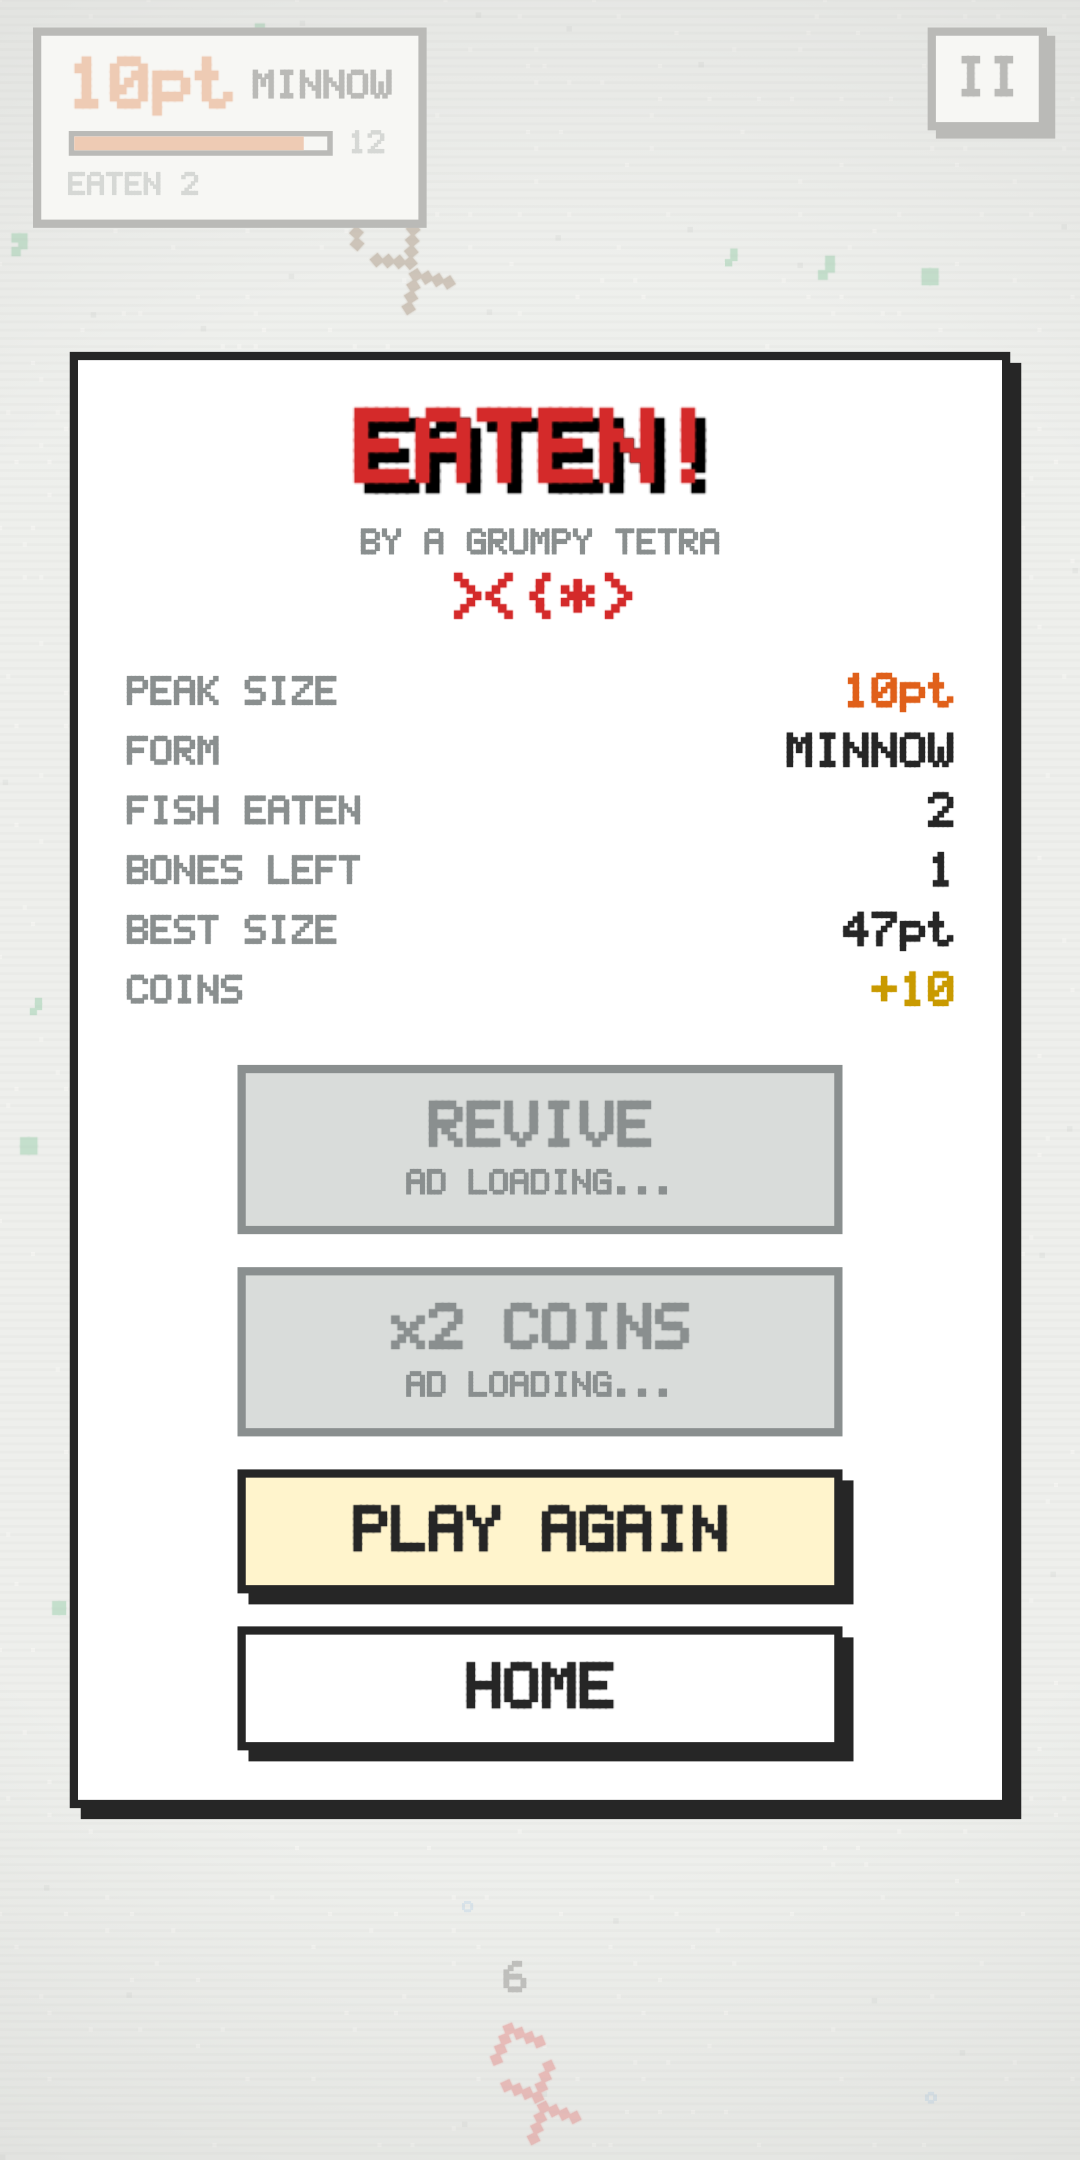 10pt MINNOW
12
EATEN 2
II
EATEN!
BY A GRUMPY TETRA
><{*>
PEAK SIZE 10pt
FORM MINNOW
FISH EATEN 2
BONES LEFT 1
BEST SIZE 47pt
COINS +10
REVIVE
AD LOADING...
x2 COINS
AD LOADING...
PLAY AGAIN
HOME
6